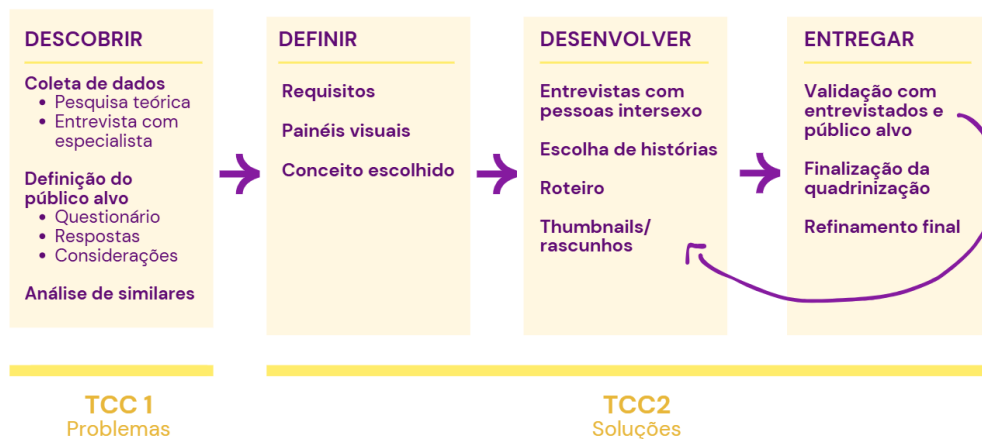 DESCOBRIR
Coleta de dados
• Pesquisa teórica
• Entrevista com
especialista
Definição do
público alvo
• Questionário
• Respostas
• Considerações
Análise de similares
DEFINIR
Requisitos
Painéis visuais
Conceito escolhido
DESENVOLVER
Entrevistas com
pessoas intersexo
Escolha de histórias
Roteiro
Thumbnails/
rascunhos
ENTREGAR
Validação com
entrevistados e
público alvo
Finalização da
quadrinização
Refinamento final
TCC 1
Problemas
TCC2
Soluções